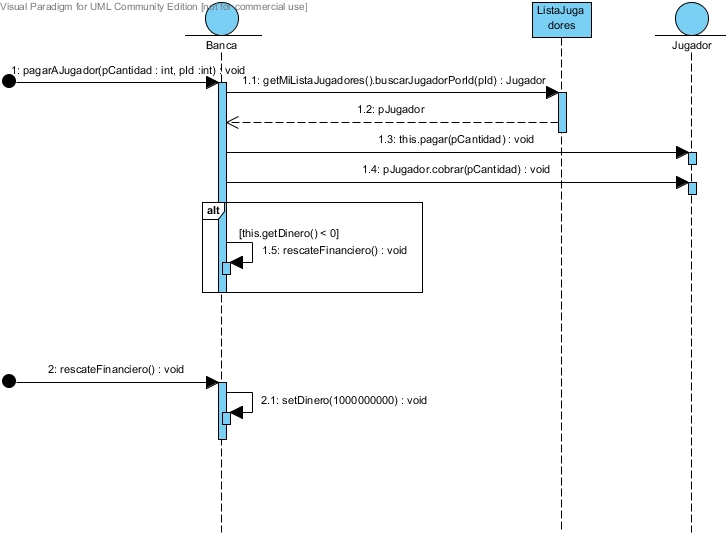 Visual Paradigm for UML Community Edition [not for commercial use]
ListaJuga
dores
Banca
Jugador
1: pagarAJugador(pCantidad : int, pId :int) : void
1.1: getMiListaJugadores().buscarJugadorPorId(pId) : Jugador
1.2: pJugador
1.3: this.pagar(pCantidad) : void
1.4: pJugador.cobrar(pCantidad) : void
alt
[this.getDinero() < 0]
1.5: rescateFinanciero() : void
2: rescateFinanciero() : void
2.1: setDinero(1000000000) : void